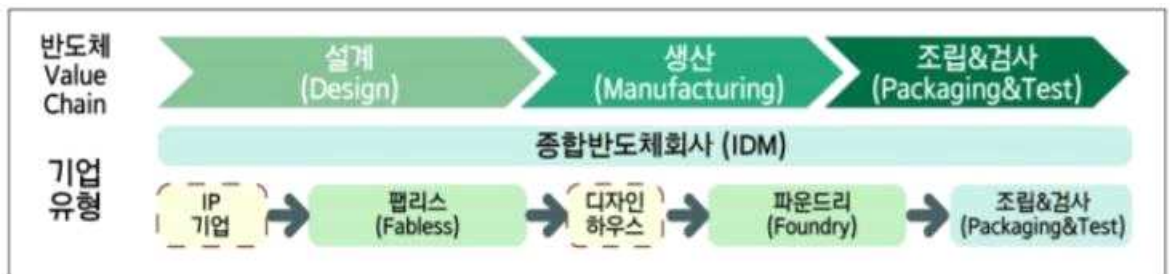 반도체
Value
Chain
설계
(Design)
생산
(Manufacturing)
조립&검사
(Packaging&Test)
종합반도체회사 (IDM)
기업
유형
IP
기업
팹리스
(Fabless)
디자인
하우스
파운드리
(Foundry)
조립&검사
(Packaging&Test)